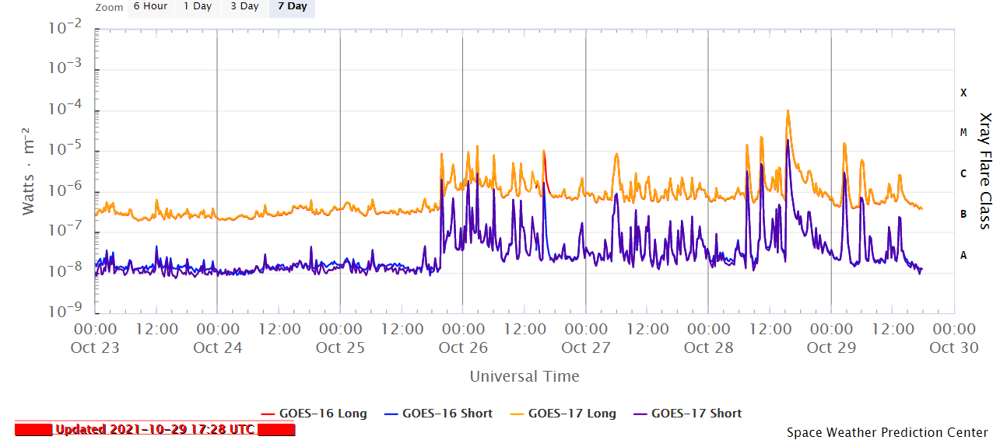 Zoom 6 Hour 1 Day 3 Day 7 Day
10−2
10−3
10−4
10−5
10−6
10−7
10−8
10−9
Watts · m⁻²
X
M
C
B
A
Xray Flare Class
00:00 12:00 00:00 12:00 00:00 12:00 00:00 12:00 00:00 12:00 00:00 12:00 00:00 12:00 00:00
Oct 23 Oct 24 Oct 25 Oct 26 Oct 27 Oct 28 Oct 29 Oct 30
Universal Time
GOES−16 Long GOES−16 Short GOES−17 Long GOES−17 Short
Updated 2021−10−29 17:28 UTC
Space Weather Prediction Center